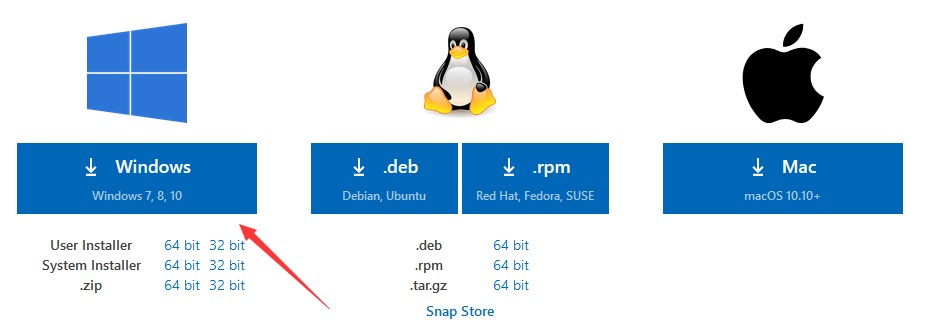 Windows
Windows 7, 8, 10
User Installer 64 bit 32 bit
System Installer 64 bit 32 bit
.zip 64 bit 32 bit
.deb
Debian, Ubuntu
.rpm
Red Hat, Fedora, SUSE
.deb 64 bit
.rpm 64 bit
.tar.gz 64 bit
Snap Store
Mac
macOS 10.10+